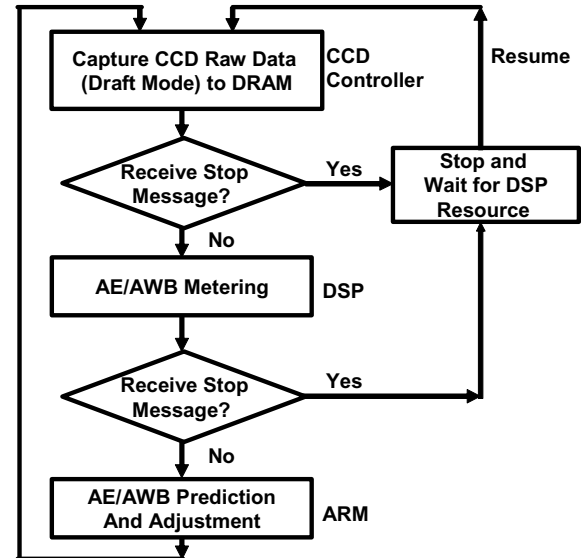 Capture CCD Raw Data
(Draft Mode) to DRAM
CCD
Controller
Resume
Receive Stop
Message?
Yes
Stop and
Wait for DSP
Resource
No
AE/AWB Metering
DSP
Receive Stop
Message?
Yes
No
AE/AWB Prediction
And Adjustment
ARM